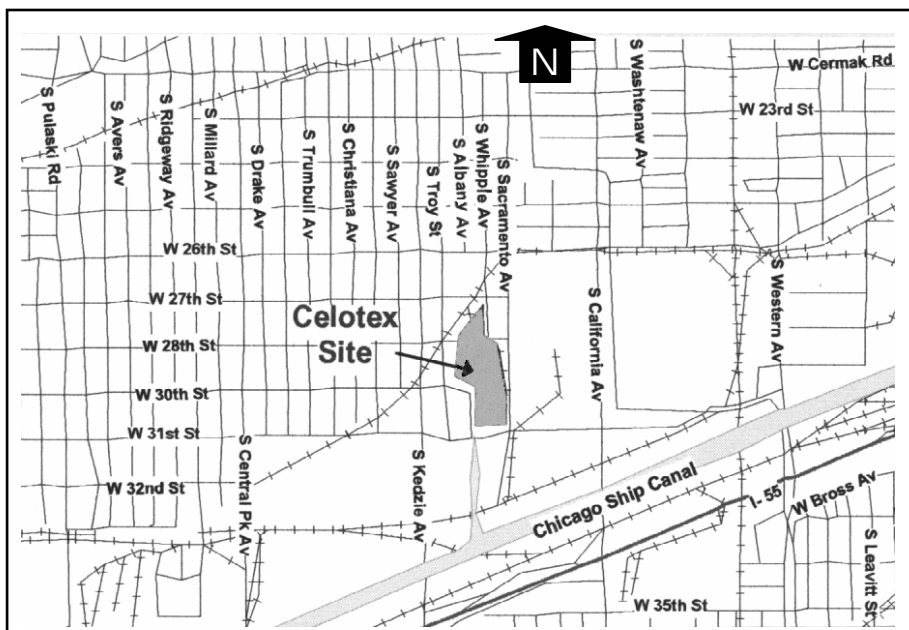 N
W Cermak Rd
W 23rd St
S Pulaski Rd
S Avers Av
S Ridgeway Av
S Millard Av
S Drake Av
S Trumbull Av
S Christiana Av
S Sawyer Av
S Troy St
S Albany Av
S Whipple Av
S Sacramento Av
S Washtenaw Av
W 26th St
W 27th St
Celotex
Site
W 28th St
W 30th St
W 31st St
W 32nd St
S Central Pk Av
S Kedzie Av
S California Av
S Western Av
Chicago Ship Canal
I- 55
W Bross Av
S Leavitt St
W 35th St